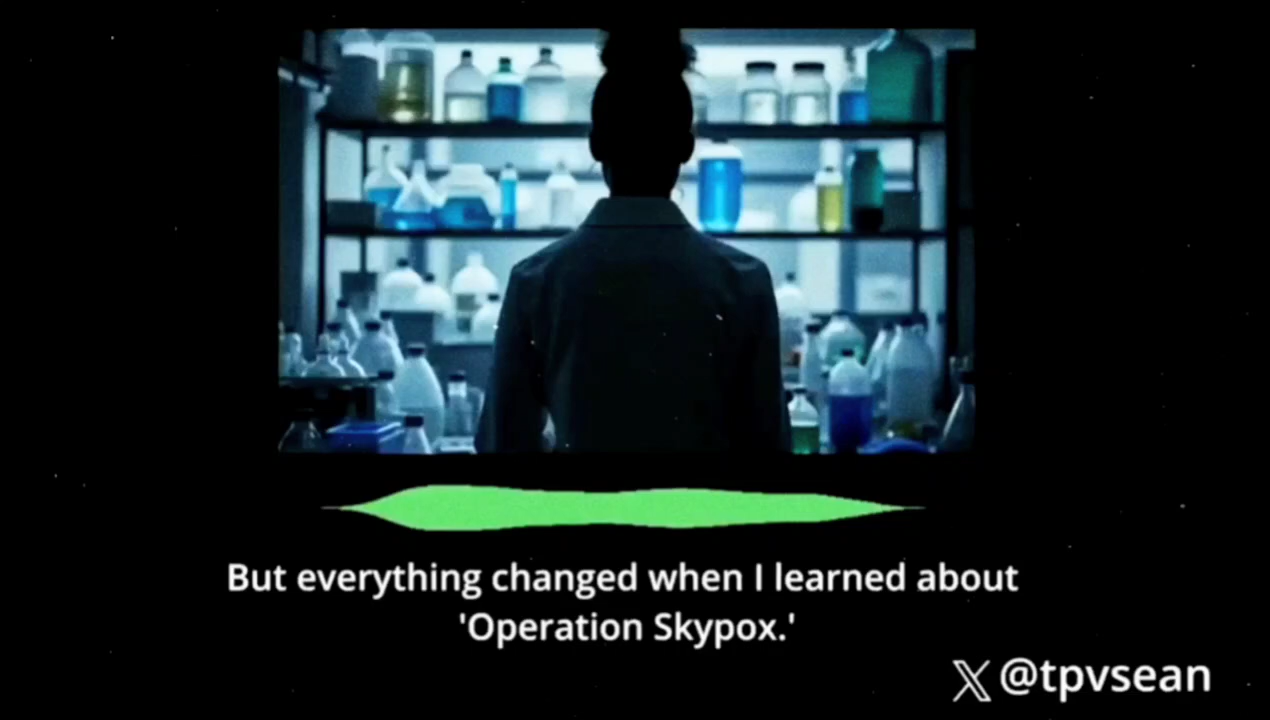 But everything changed when I learned about
'Operation Skypox.'
X @tpvsean